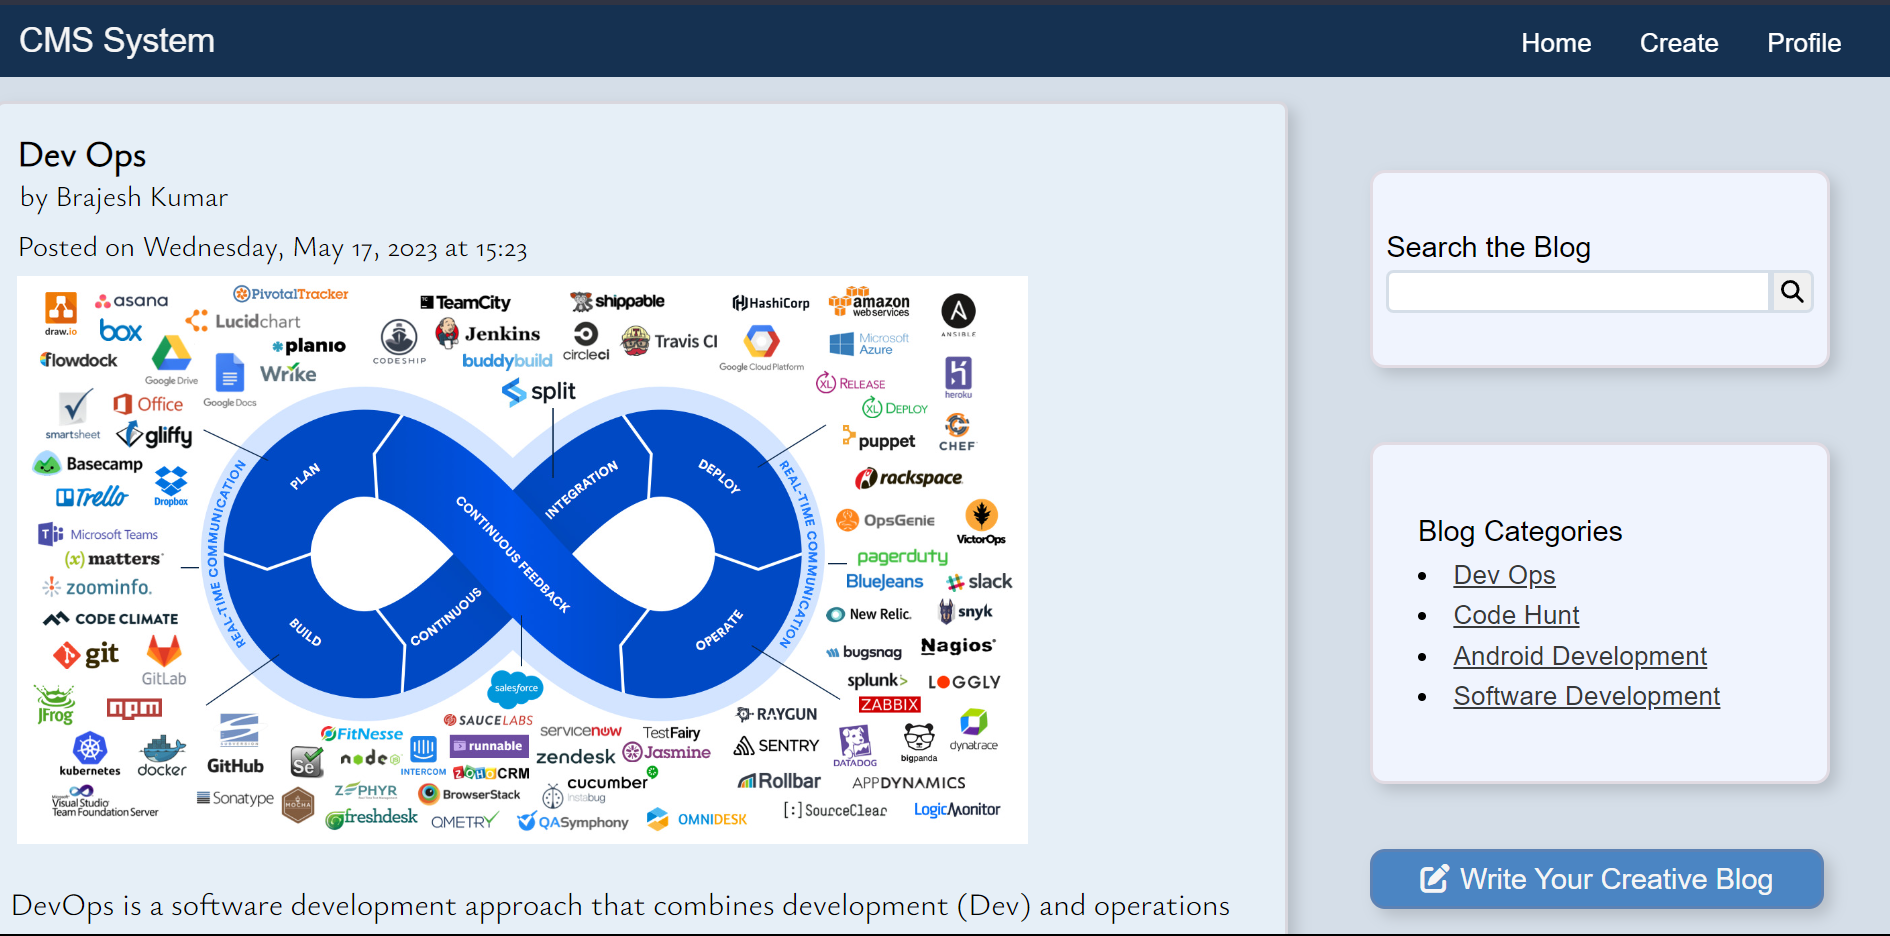 CMS System
Home Create Profile
Dev Ops
by Brajesh Kumar
Posted on Wednesday, May 17, 2023 at 15:23
draw.io
asana
PivotalTracker
box
Lucidchart
flowdock
Google Drive
planio
Google Docs
Wrike
smartsheet
Office
gliffy
Basecamp
Trello
Dropbox
Microsoft Teams
(x)matters
zoominfo.
CODE CLIMATE
git
GitLab
JFrog
npm
kubernetes
docker
Visual Studio
Team Foundation Server
TeamCity
shippable
CODESHIP
Jenkins
circleci
Travis CI
buddybuild
split
HashiCorp
amazon
webservices
ANSIBLE
Google Cloud Platform
Microsoft
Azure
XL RELEASE
heroku
XL DEPLOY
puppet
CHEF
rackspace
OpsGenie
VictorOps
pagerduty
BlueJeans
slack
New Relic.
snyk
bugsnag
Nagios®
splunk>
LOGGLY
ZABBIX
PLAN
BUILD
CONTINUOUS
INTEGRATION
CONTINUOUS FEEDBACK
DEPLOY
OPERATE
REAL-TIME COMMUNICATION
REAL-TIME COMMUNICATION
salesforce
SUBVERSION
GitHub
Sonatype
FitNesse
SAUCELABS
servicenow
TestFairy
Se
node
INTERCOM
runnable
zendesk
Jasmine
ZOHO CRM
MOCHA
ZEPHYR
BrowserStack
cucumber
instabug
freshdesk
QMETRY
QASymphony
OMNIDESK
RAYGUN
SENTRY
DATADOG
bigpanda
dynatrace
Rollbar
APPDYNAMICS
[:]SourceClear
LogicMonitor
DevOps is a software development approach that combines development (Dev) and operations
Search the Blog
Blog Categories
Dev Ops
Code Hunt
Android Development
Software Development
Write Your Creative Blog